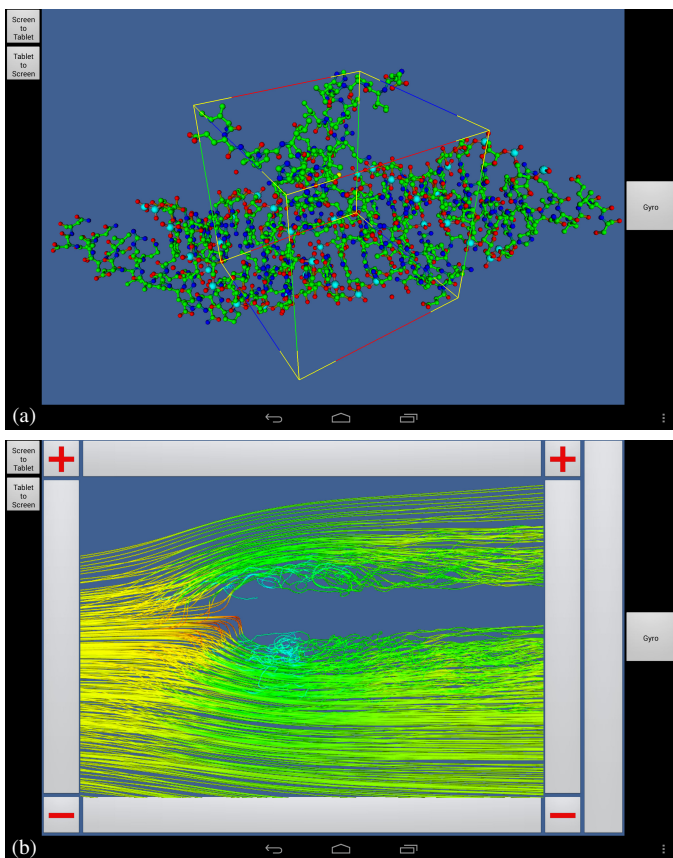 Screen
to
Tablet
Tablet
to
Screen
Gyro
(a)
Screen
to
Tablet
Tablet
to
Screen
Gyro
(b)